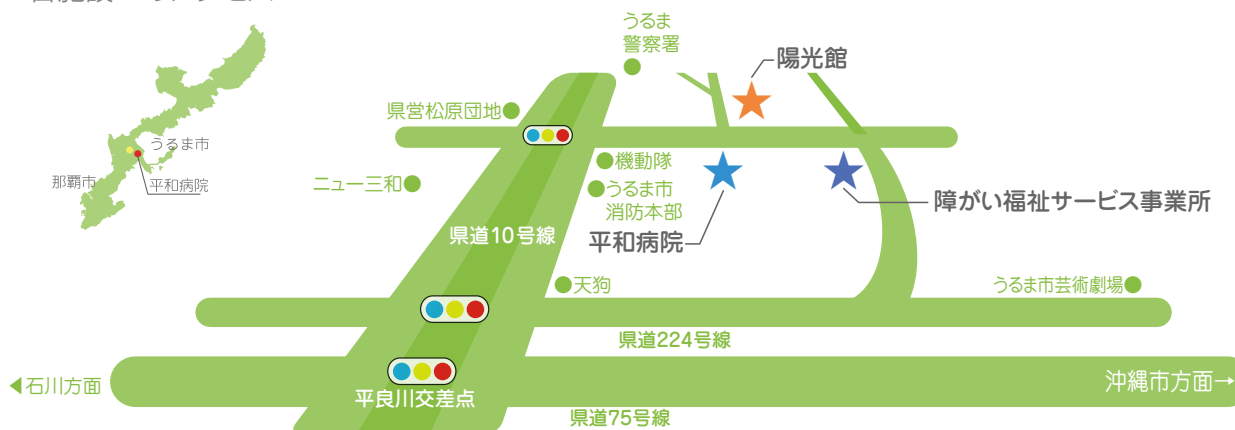 うるま
警察署
陽光館
県営松原団地
うるま市
機動隊
那覇市
平和病院
ニュー三和
うるま市
消防本部
障がい福祉サービス事業所
県道10号線
平和病院
天狗
うるま市芸術劇場
県道224号線
石川方面
沖縄市方面→
平良川交差点
県道75号線